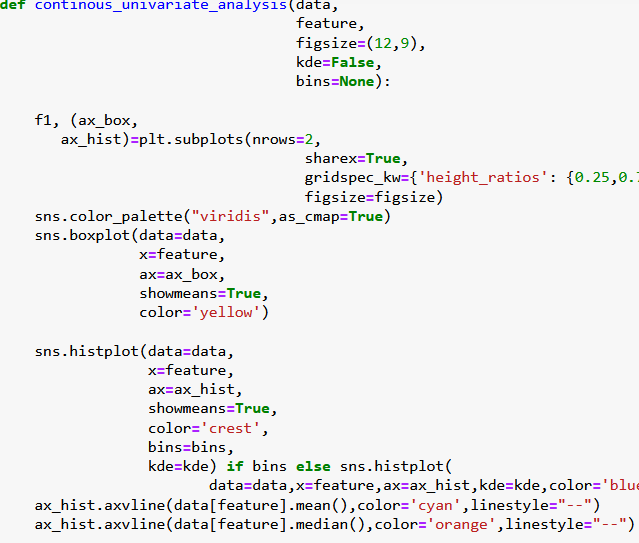 def continous_univariate_analysis(data,
feature,
figsize=(12,9),
kde=False,
bins=None):
f1, (ax_box,
ax_hist)=plt.subplots(nrows=2,
sharex=True,
gridspec_kw={'height_ratios': {0.25,0.7
figsize=figsize)
sns.color_palette("viridis",as_cmap=True)
sns.boxplot(data=data,
x=feature,
ax=ax_box,
showmeans=True,
color='yellow')
sns.histplot(data=data,
x=feature,
ax=ax_hist,
showmeans=True,
color='crest',
bins=bins,
kde=kde) if bins else sns.histplot(
data=data,x=feature,ax=ax_hist,kde=kde,color='blue
ax_hist.axvline(data[feature].mean(),color='cyan',linestyle="--")
ax_hist.axvline(data[feature].median(),color='orange',linestyle="--")